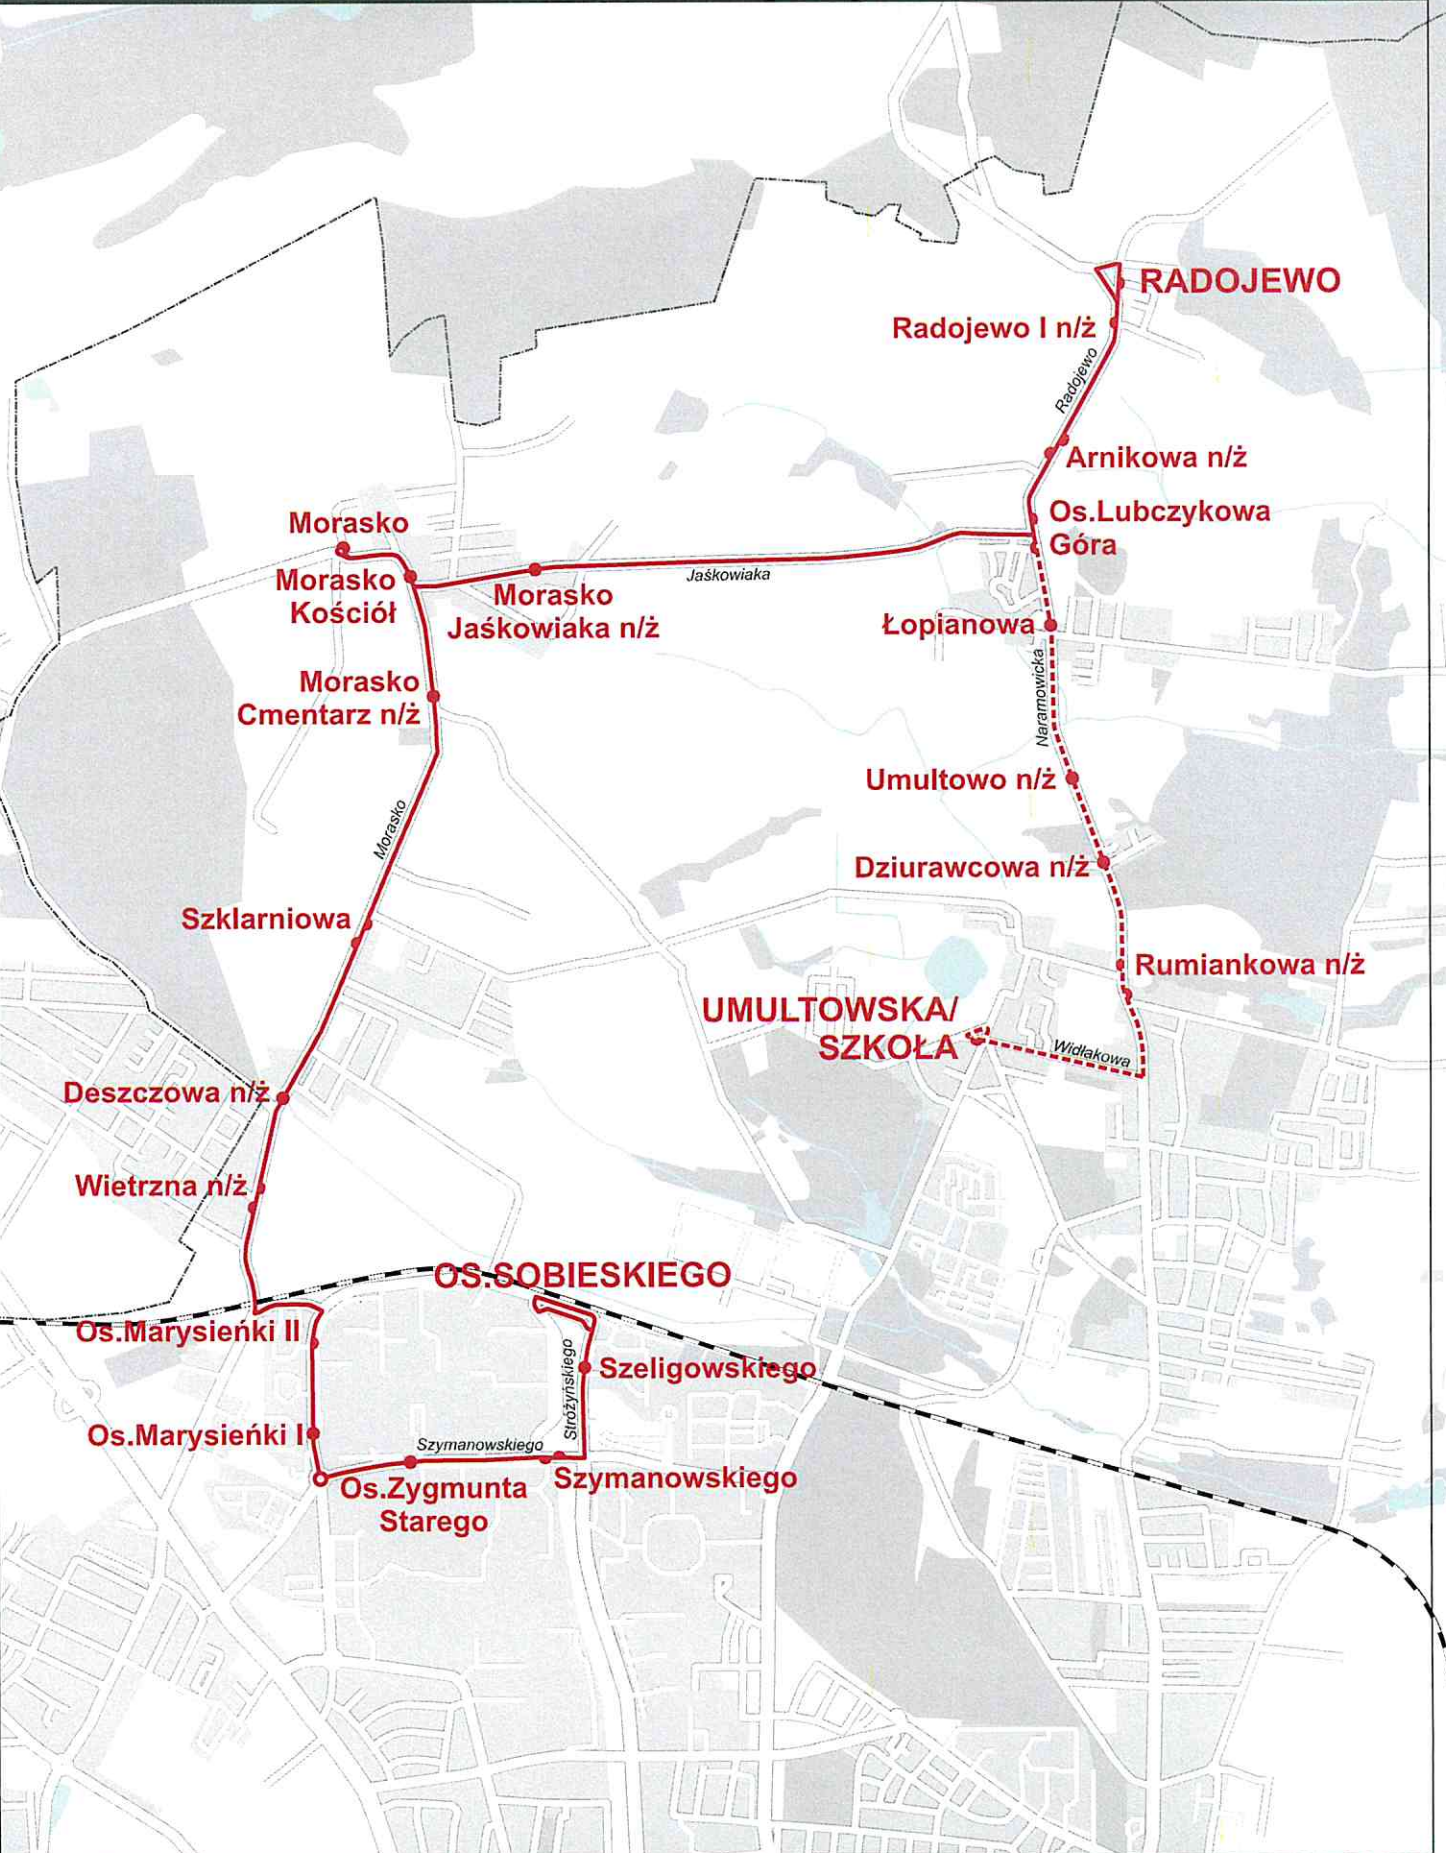 RADOJEWO
Radojewo I n/ż
Radojewo
Arnikowa n/ż
Os.Lubczykowa
Góra
Morasko
Morasko
Kościół
Morasko
Jaśkowiaka n/ż
Jaśkowiaka
Łopianowa
Naramowicka
Morasko
Cmentarz n/ż
Umultowo n/ż
Morasko
Dziurawcowa n/ż
Szklarniowa
Rumiankowa n/ż
UMULTOWSKA/
SZKOŁA
Widłakowa
Deszczowa n/ż
Wietrzna n/ż
OS.SOBIESKIEGO
Os.Marysieńki II
Szeligowskiego
Stróżyńskiego
Os.Marysieńki I
Szymanowskiego
Szymanowskiego
Os.Zygmunta
Starego